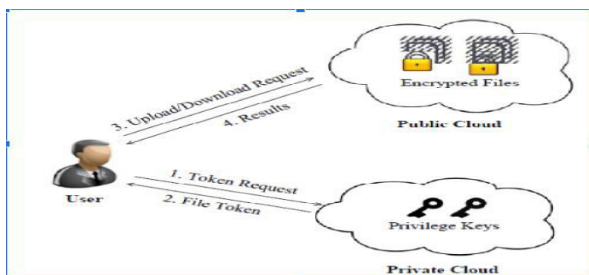 3. Upload/Download Request
4. Results
Encrypted Files
Public Cloud
User
1. Token Request
2. File Token
Privilege Keys
Private Cloud